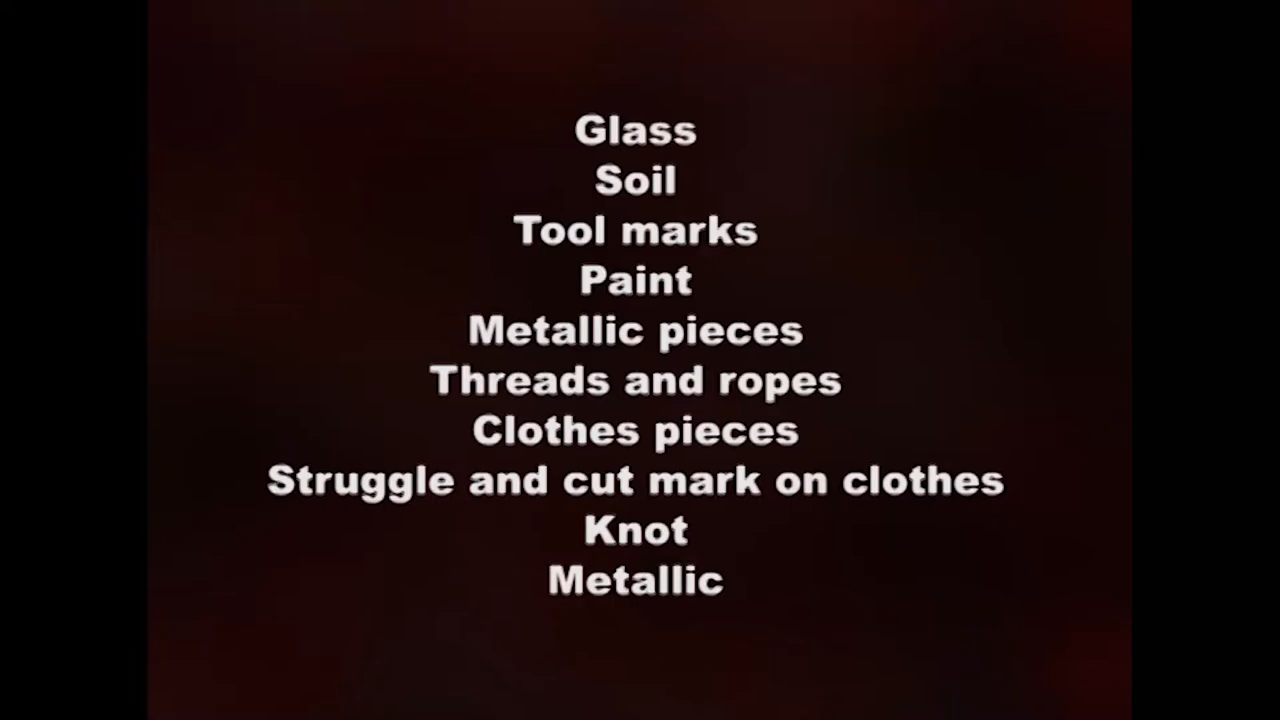 Glass
Soil
Tool marks
Paint
Metallic pieces
Threads and ropes
Clothes pieces
Struggle and cut mark on clothes
Knot
Metallic